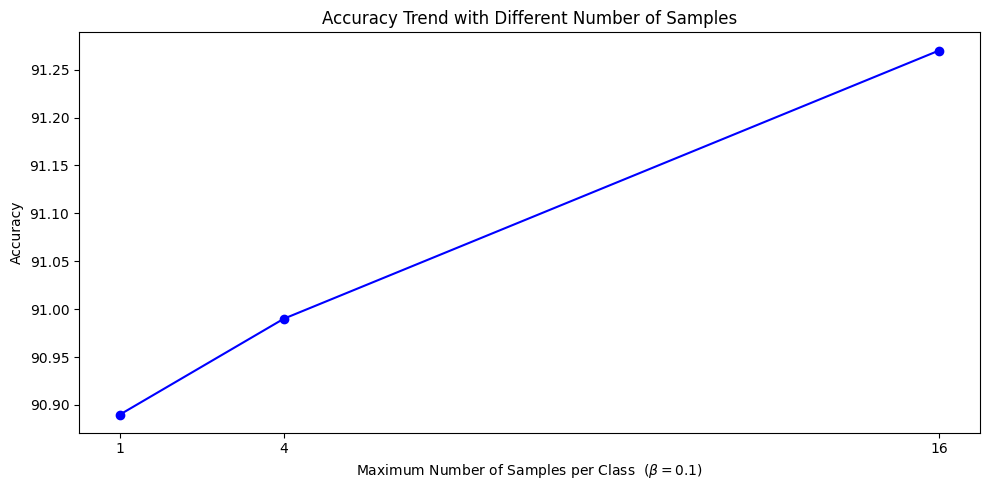 Accuracy Trend with Different Number of Samples
Accuracy
91.25
91.20
91.15
91.10
91.05
91.00
90.95
90.90
1 4 16
Maximum Number of Samples per Class (β = 0.1)